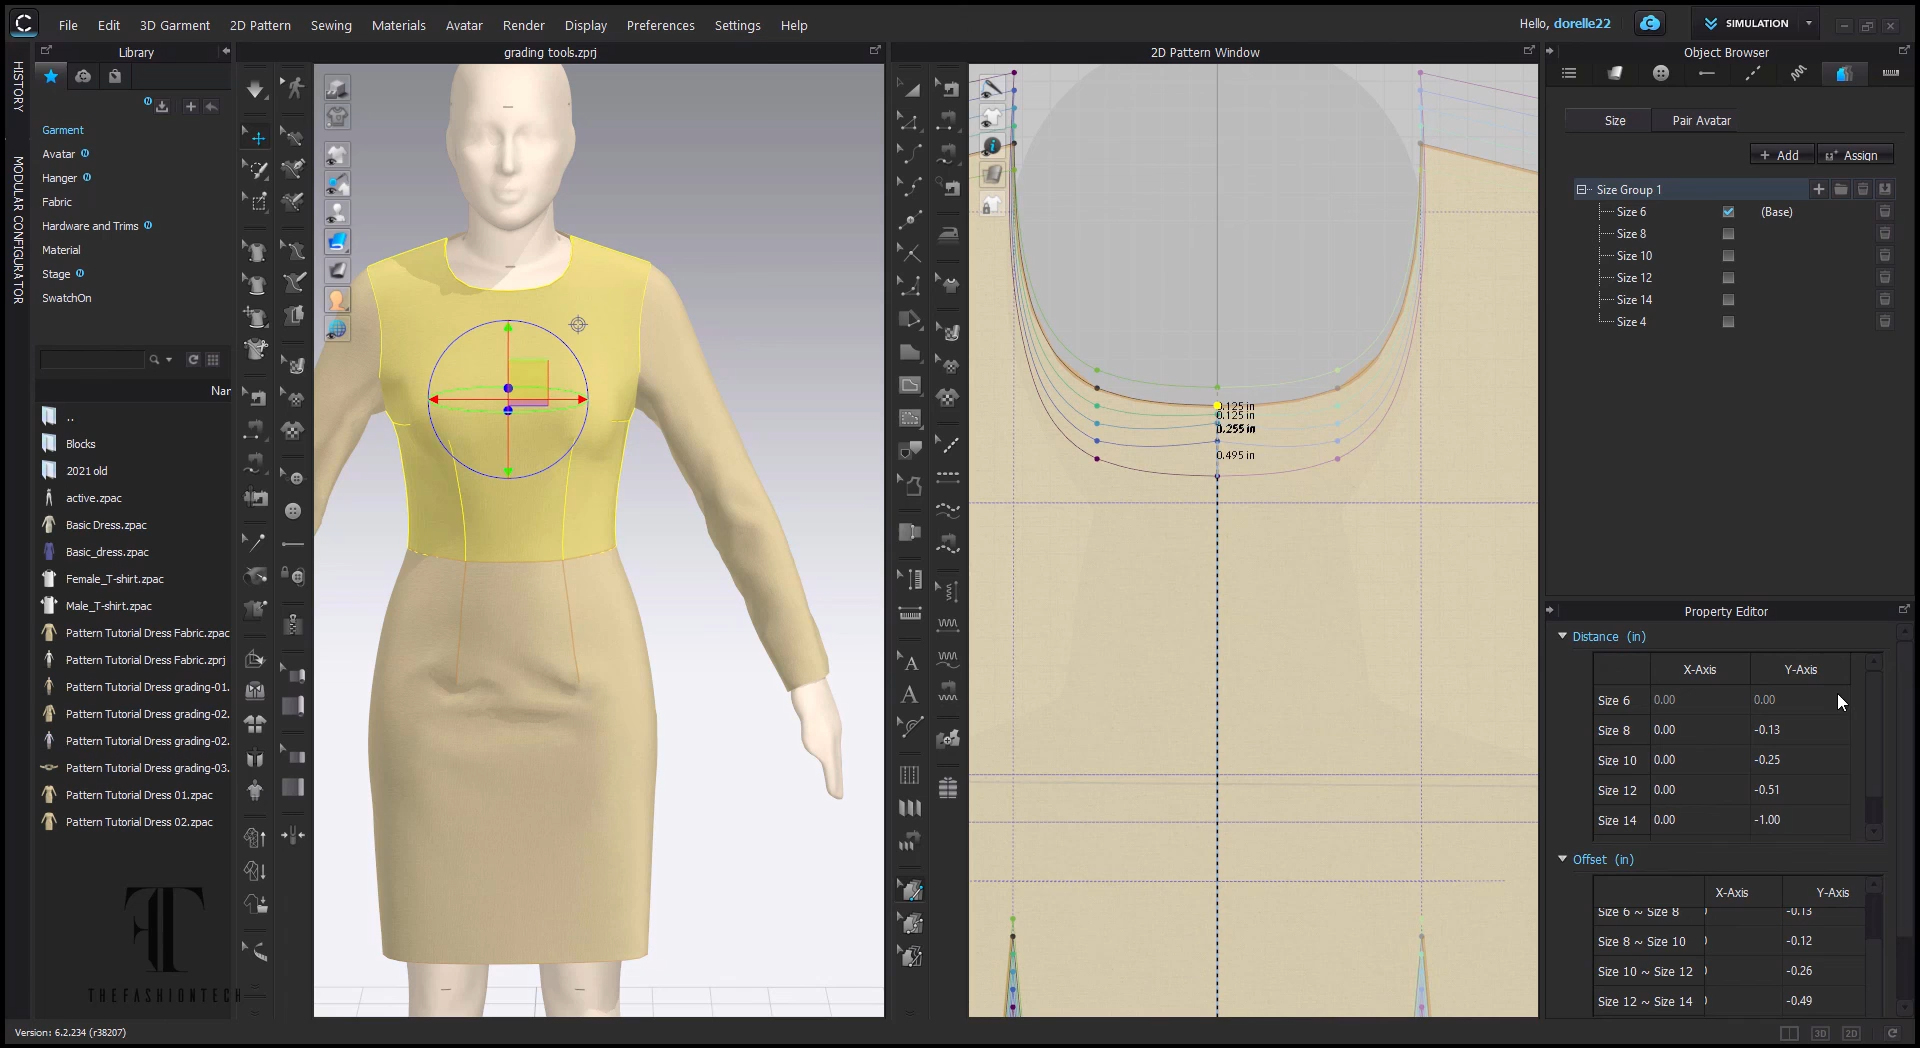 File Edit 3D Garment 2D Pattern Sewing Materials Avatar Render Display Preferences Settings Help
Hello, dorelle22
SIMULATION
HISTORY
MODULAR CONFIGURATOR
Library
Garment
Avatar
Hanger
Fabric
Hardware and Trims
Material
Stage
SwatchOn
Nar
..
Blocks
2021 old
active.zpac
Basic Dress.zpac
Basic_dress.zpac
Female_T-shirt.zpac
Male_T-shirt.zpac
Pattern Tutorial Dress Fabric.zpac
Pattern Tutorial Dress Fabric.zprj
Pattern Tutorial Dress grading-01.
Pattern Tutorial Dress grading-02.
Pattern Tutorial Dress grading-02.
Pattern Tutorial Dress grading-03.
Pattern Tutorial Dress 01.zpac
Pattern Tutorial Dress 02.zpac
THEFASHIONTECH
grading tools.zprj
2D Pattern Window
0.125 in
0.125 in
0.255 in
0.495 in
Object Browser
Size Pair Avatar
+ Add Assign
Size Group 1
Size 6 (Base)
Size 8
Size 10
Size 12
Size 14
Size 4
Property Editor
Distance (in)
X-Axis Y-Axis
Size 6 0.00 0.00
Size 8 0.00 -0.13
Size 10 0.00 -0.25
Size 12 0.00 -0.51
Size 14 0.00 -1.00
Offset (in)
X-Axis Y-Axis
Size 6 ~ Size 8 -0.13
Size 8 ~ Size 10 -0.12
Size 10 ~ Size 12 -0.26
Size 12 ~ Size 14 -0.49
Version: 6.2.234 (r38207)
3D 2D